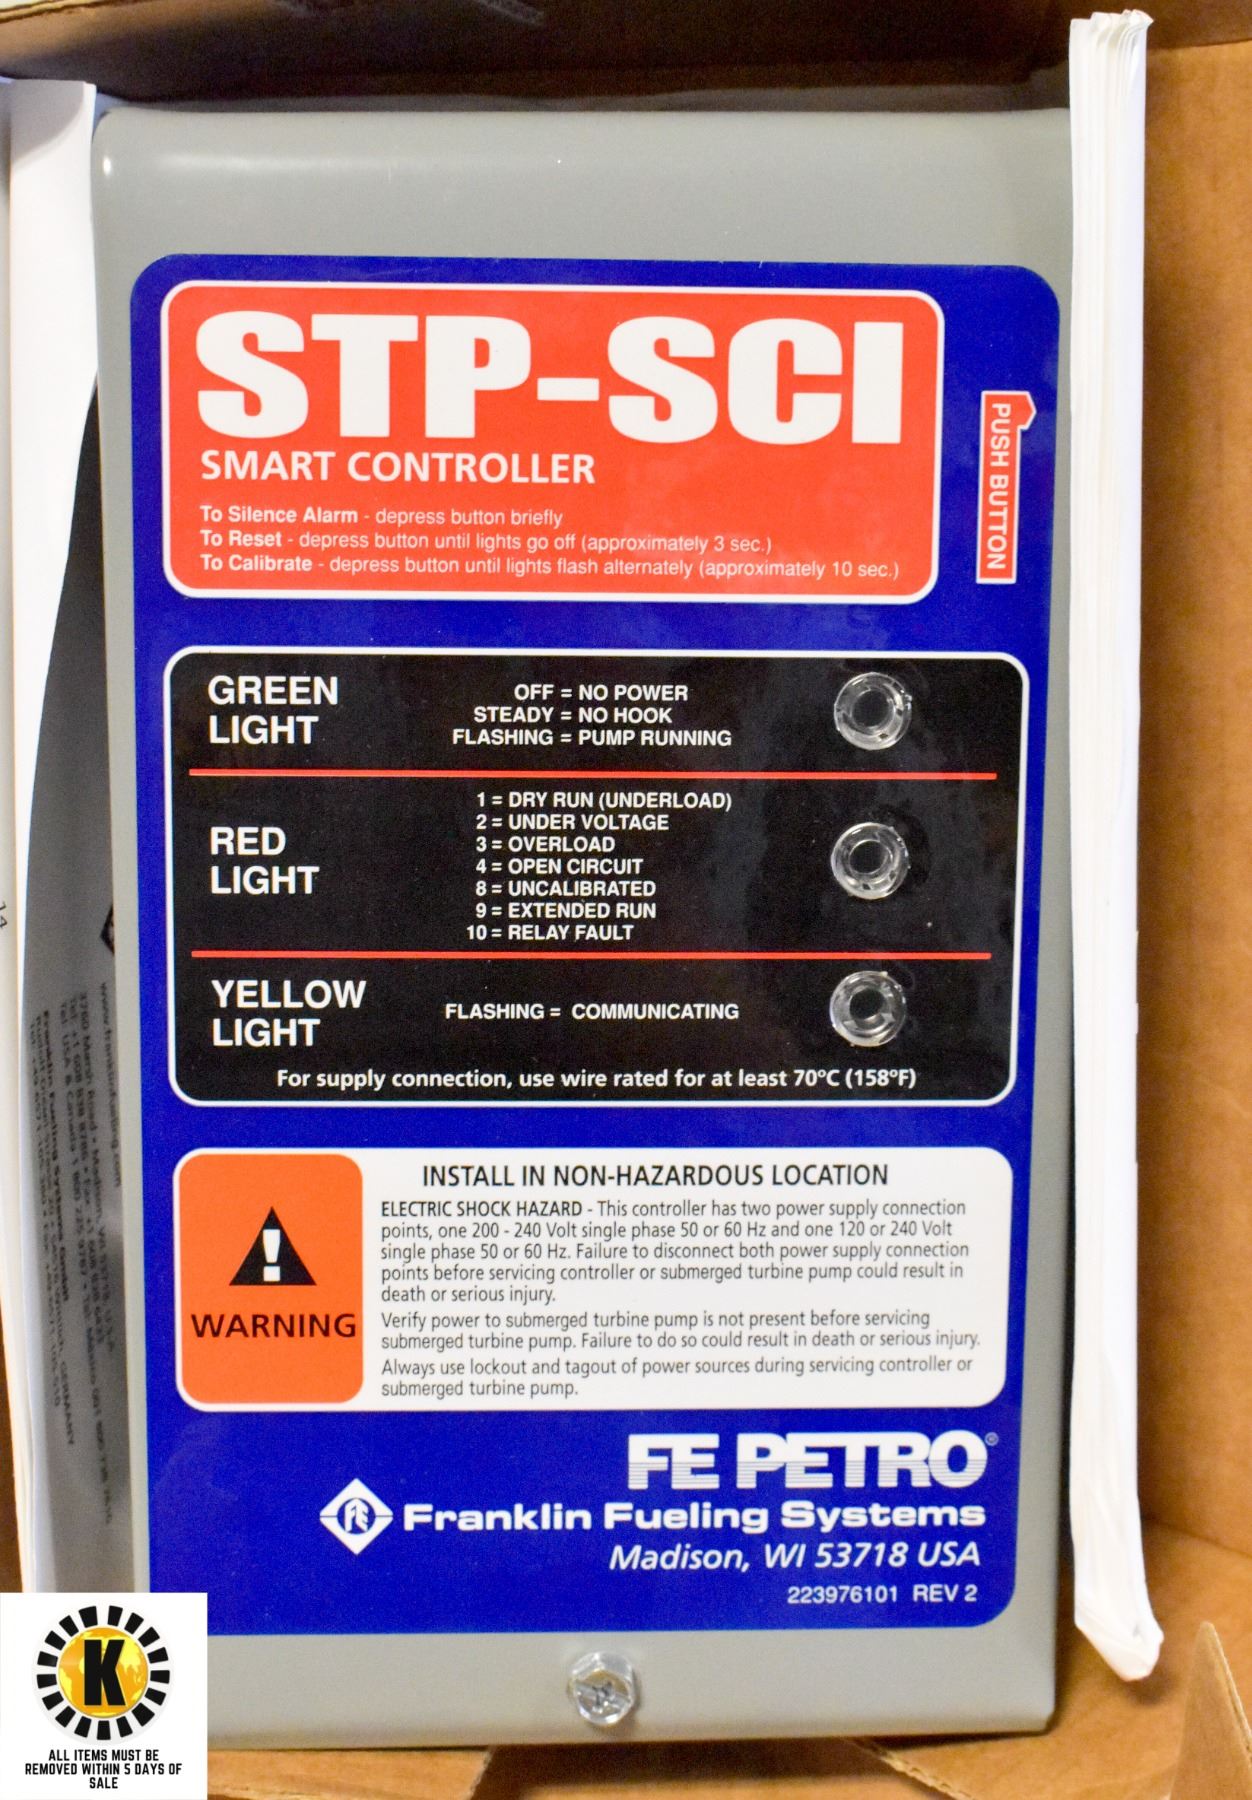 STP-SCI
SMART CONTROLLER
To Silence Alarm - depress button briefly
To Reset - depress button until lights go off (approximately 3 sec.)
To Calibrate - depress button until lights flash alternately (approximately 10 sec.)
PUSH BUTTON
GREEN
LIGHT
OFF = NO POWER
STEADY = NO HOOK
FLASHING = PUMP RUNNING
RED
LIGHT
1 = DRY RUN (UNDERLOAD)
2 = UNDER VOLTAGE
3 = OVERLOAD
4 = OPEN CIRCUIT
8 = UNCALIBRATED
9 = EXTENDED RUN
10 = RELAY FAULT
YELLOW
LIGHT
FLASHING = COMMUNICATING
For supply connection, use wire rated for at least 70ºC (158ºF)
WARNING
INSTALL IN NON-HAZARDOUS LOCATION
ELECTRIC SHOCK HAZARD - This controller has two power supply connection
points, one 200 - 240 Volt single phase 50 or 60 Hz and one 120 or 240 Volt
single phase 50 or 60 Hz. Failure to disconnect both power supply connection
points before servicing controller or submerged turbine pump could result in
death or serious injury.
Verify power to submerged turbine pump is not present before servicing
submerged turbine pump. Failure to do so could result in death or serious injury.
Always use lockout and tagout of power sources during servicing controller or
submerged turbine pump.
FE PETRO®
FE Franklin Fueling Systems
Madison, WI 53718 USA
223976101 REV 2
14
K
ALL ITEMS MUST BE
REMOVED WITHIN 5 DAYS OF
SALE